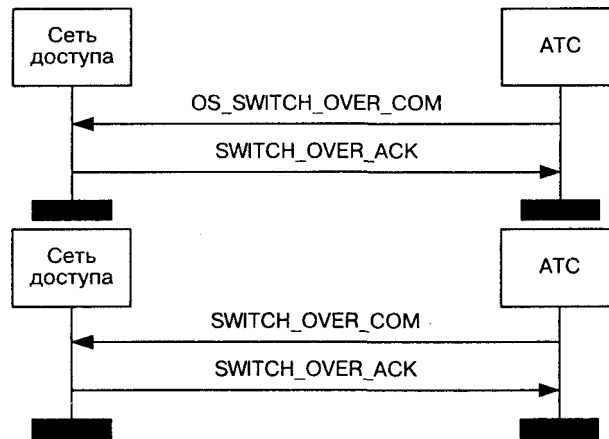 Сеть
доступа
АТС
OS_SWITCH_OVER_COM
SWITCH_OVER_ACK
Сеть
доступа
АТС
SWITCH_OVER_COM
SWITCH_OVER_ACK